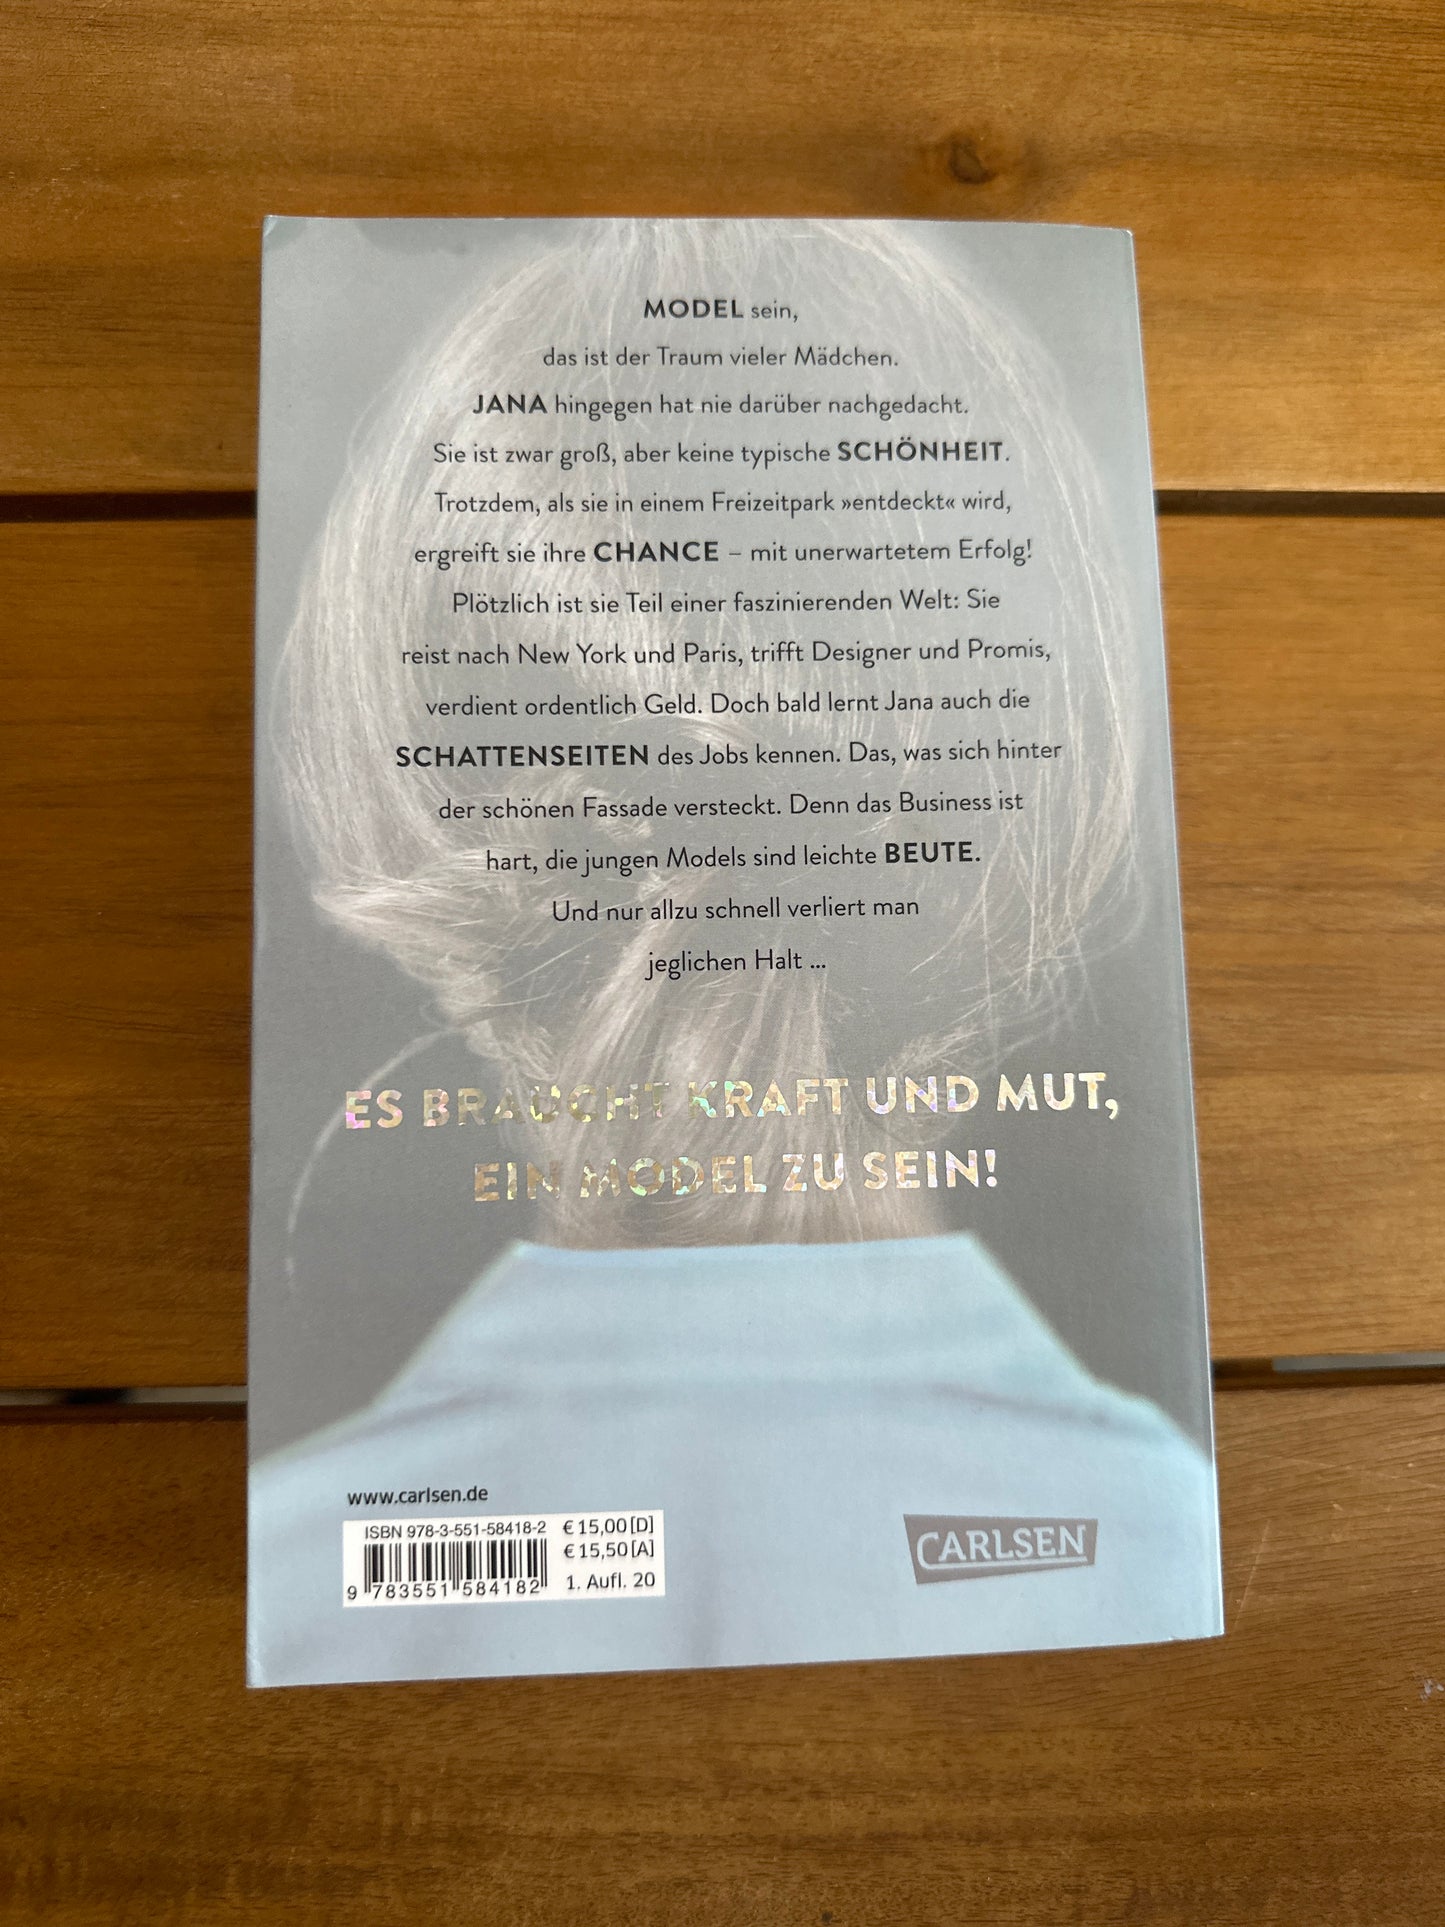 MODEL sein,
das ist der Traum vieler Mädchen.
JANA hingegen hat nie darüber nachgedacht.
Sie ist zwar groß, aber keine typische SCHÖNHEIT.
Trotzdem, als sie in einem Freizeitpark »entdeckt« wird,
ergreift sie ihre CHANCE – mit unerwartetem Erfolg!
Plötzlich ist sie Teil einer faszinierenden Welt: Sie
reist nach New York und Paris, trifft Designer und Promis,
verdient ordentlich Geld. Doch bald lernt Jana auch die
SCHATTENSEITEN des Jobs kennen. Das, was sich hinter
der schönen Fassade versteckt. Denn das Business ist
hart, die jungen Models sind leichte BEUTE.
Und nur allzu schnell verliert man
jeglichen Halt ...
ES BRAUCHT KRAFT UND MUT,
EIN MODEL ZU SEIN!
www.carlsen.de
ISBN 978-3-551-58418-2
€ 15,00 [D]
€ 15,50 [A]
1. Aufl. 20
9 783551 584182
CARLSEN